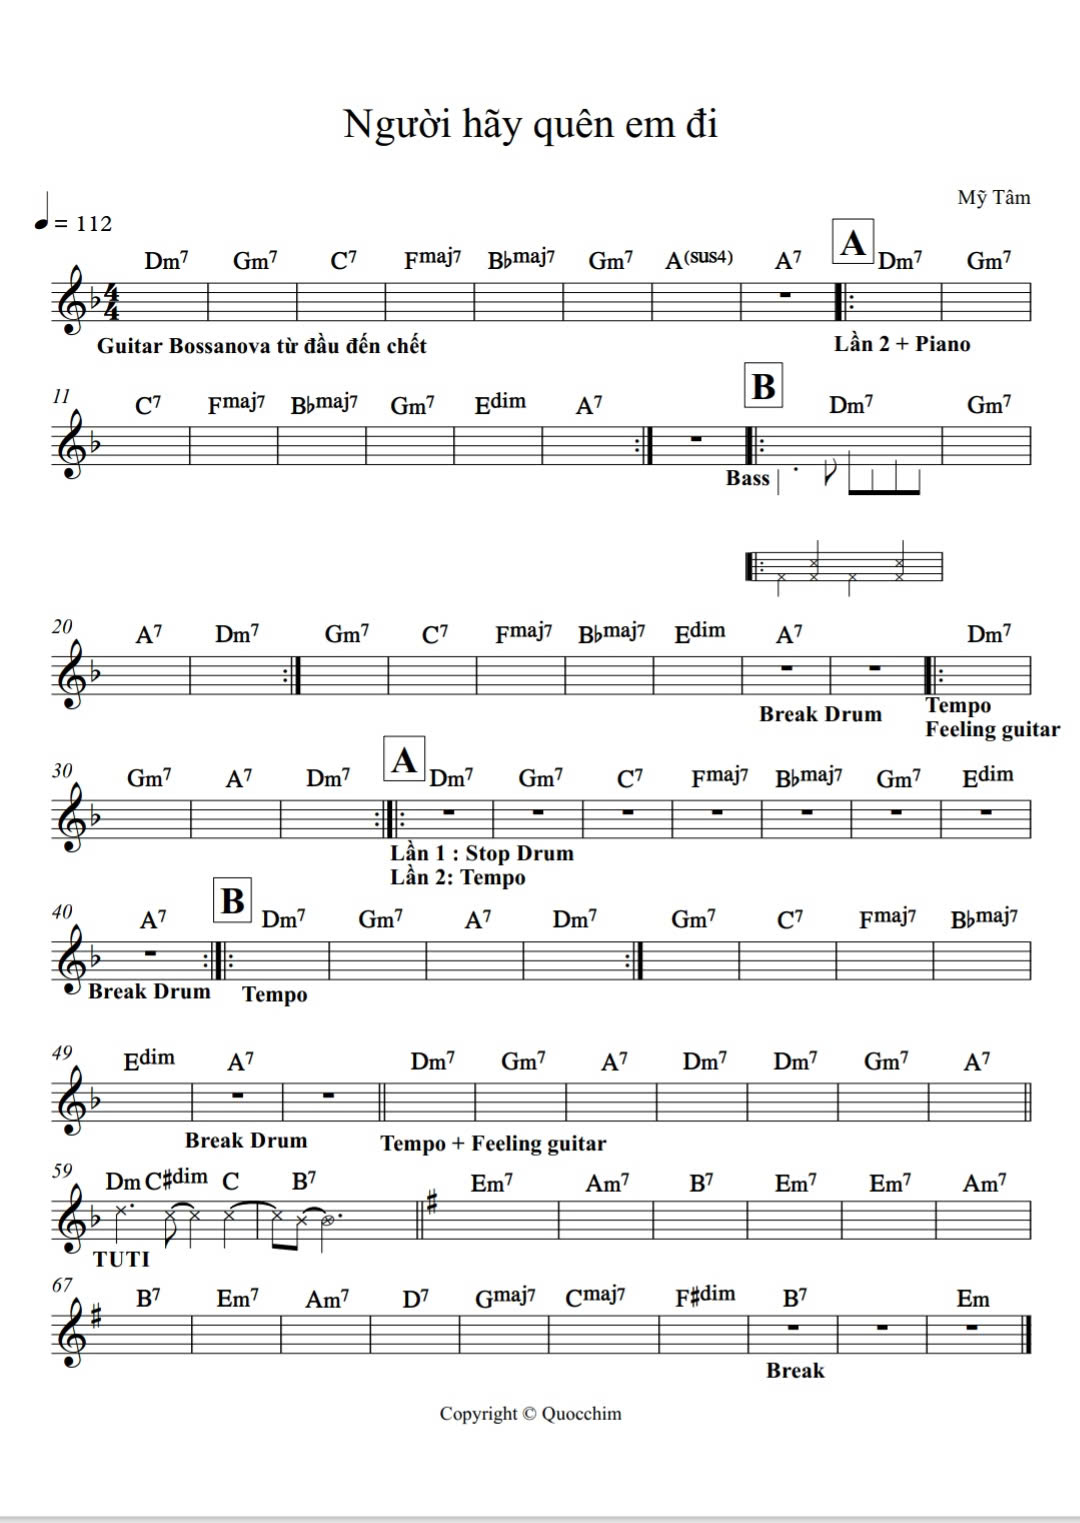 Người hãy quên em đi
Mỹ Tâm
= 112
A
Dm7 Gm7 C7 Fmaj7 B♭maj7 Gm7 A(sus4) A7 Dm7 Gm7
4
4
Guitar Bossanova từ đầu đến chết Lần 2 + Piano
B
11 C7 Fmaj7 B♭maj7 Gm7 Edim A7 Dm7 Gm7
Bass
20 A7 Dm7 Gm7 C7 Fmaj7 B♭maj7 Edim A7 Dm7
Break Drum Tempo
Feeling guitar
A
30 Gm7 A7 Dm7 Dm7 Gm7 C7 Fmaj7 B♭maj7 Gm7 Edim
Lần 1 : Stop Drum
Lần 2: Tempo
B
40 A7 Dm7 Gm7 A7 Dm7 Gm7 C7 Fmaj7 B♭maj7
Break Drum Tempo
49 Edim A7 Dm7 Gm7 A7 Dm7 Dm7 Gm7 A7
Break Drum Tempo + Feeling guitar
59 Dm C#dim C B7 Em7 Am7 B7 Em7 Em7 Am7
TUTI
67 B7 Em7 Am7 D7 Gmaj7 Cmaj7 F#dim B7 Em
Break
Copyright © Quocchim